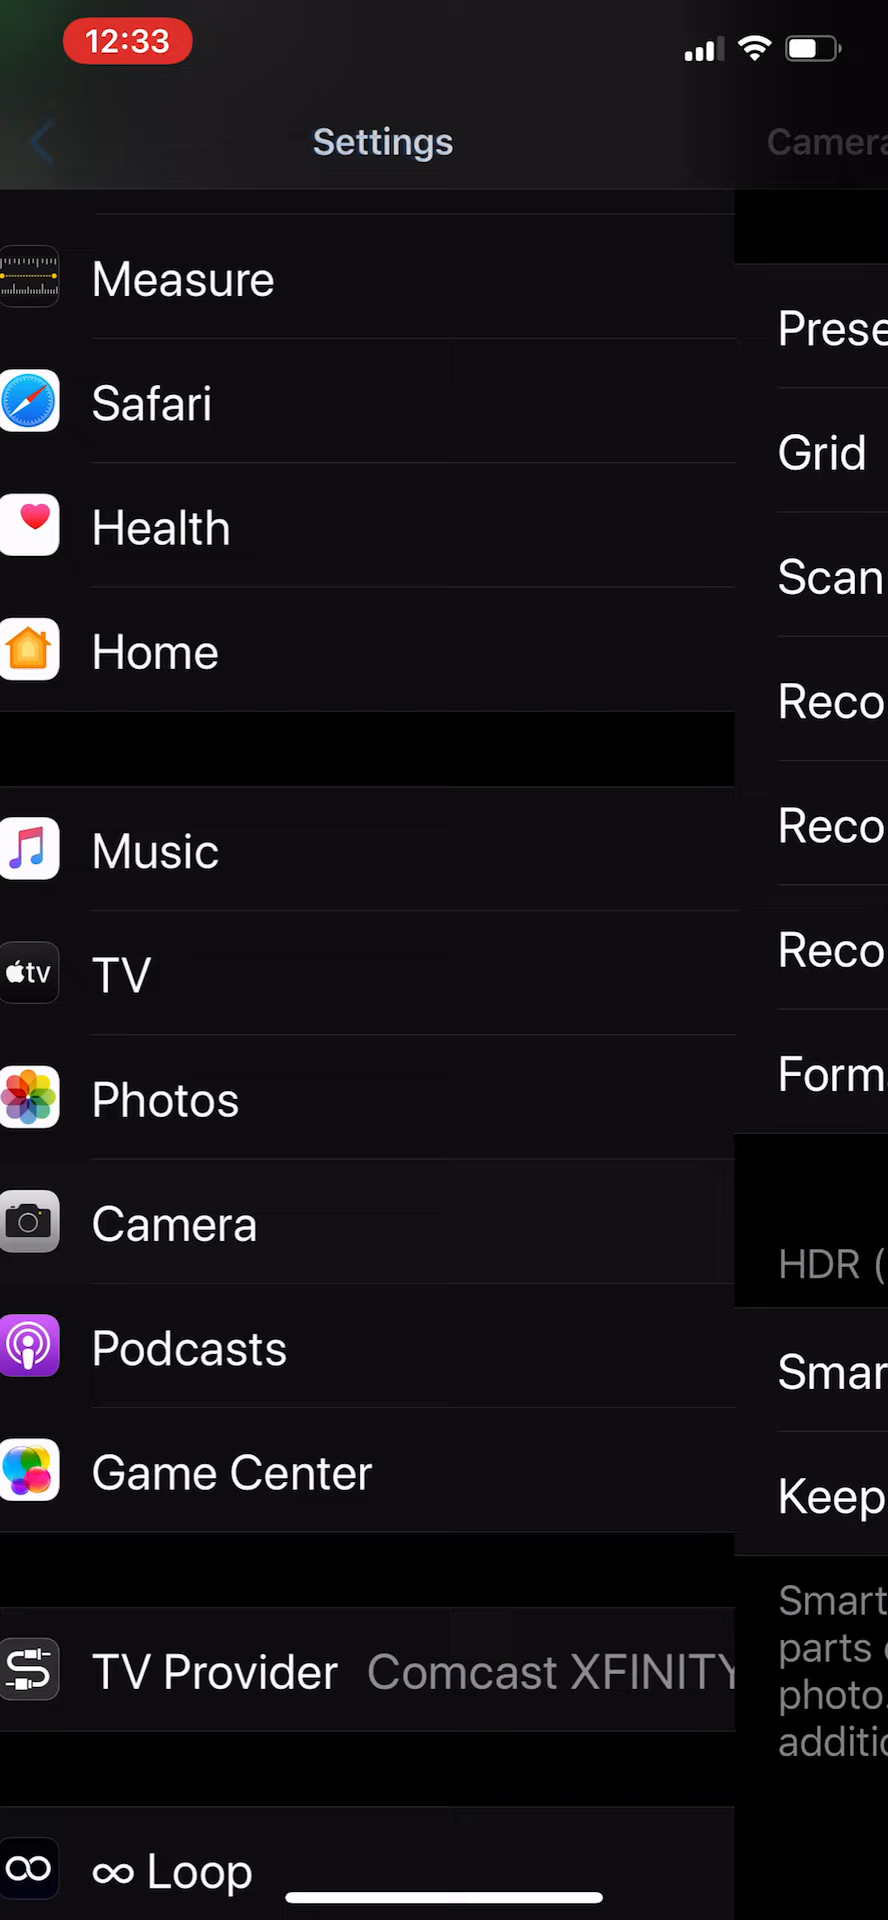 12:33
Settings
Camera
Measure
Safari
Health
Home
Music
tv
TV
Photos
Camera
Podcasts
Game Center
TV Provider Comcast XFINITY
∞ Loop
Prese
Grid
Scan
Reco
Reco
Reco
Form
HDR (
Smar
Keep
Smart
parts
photo.
additio